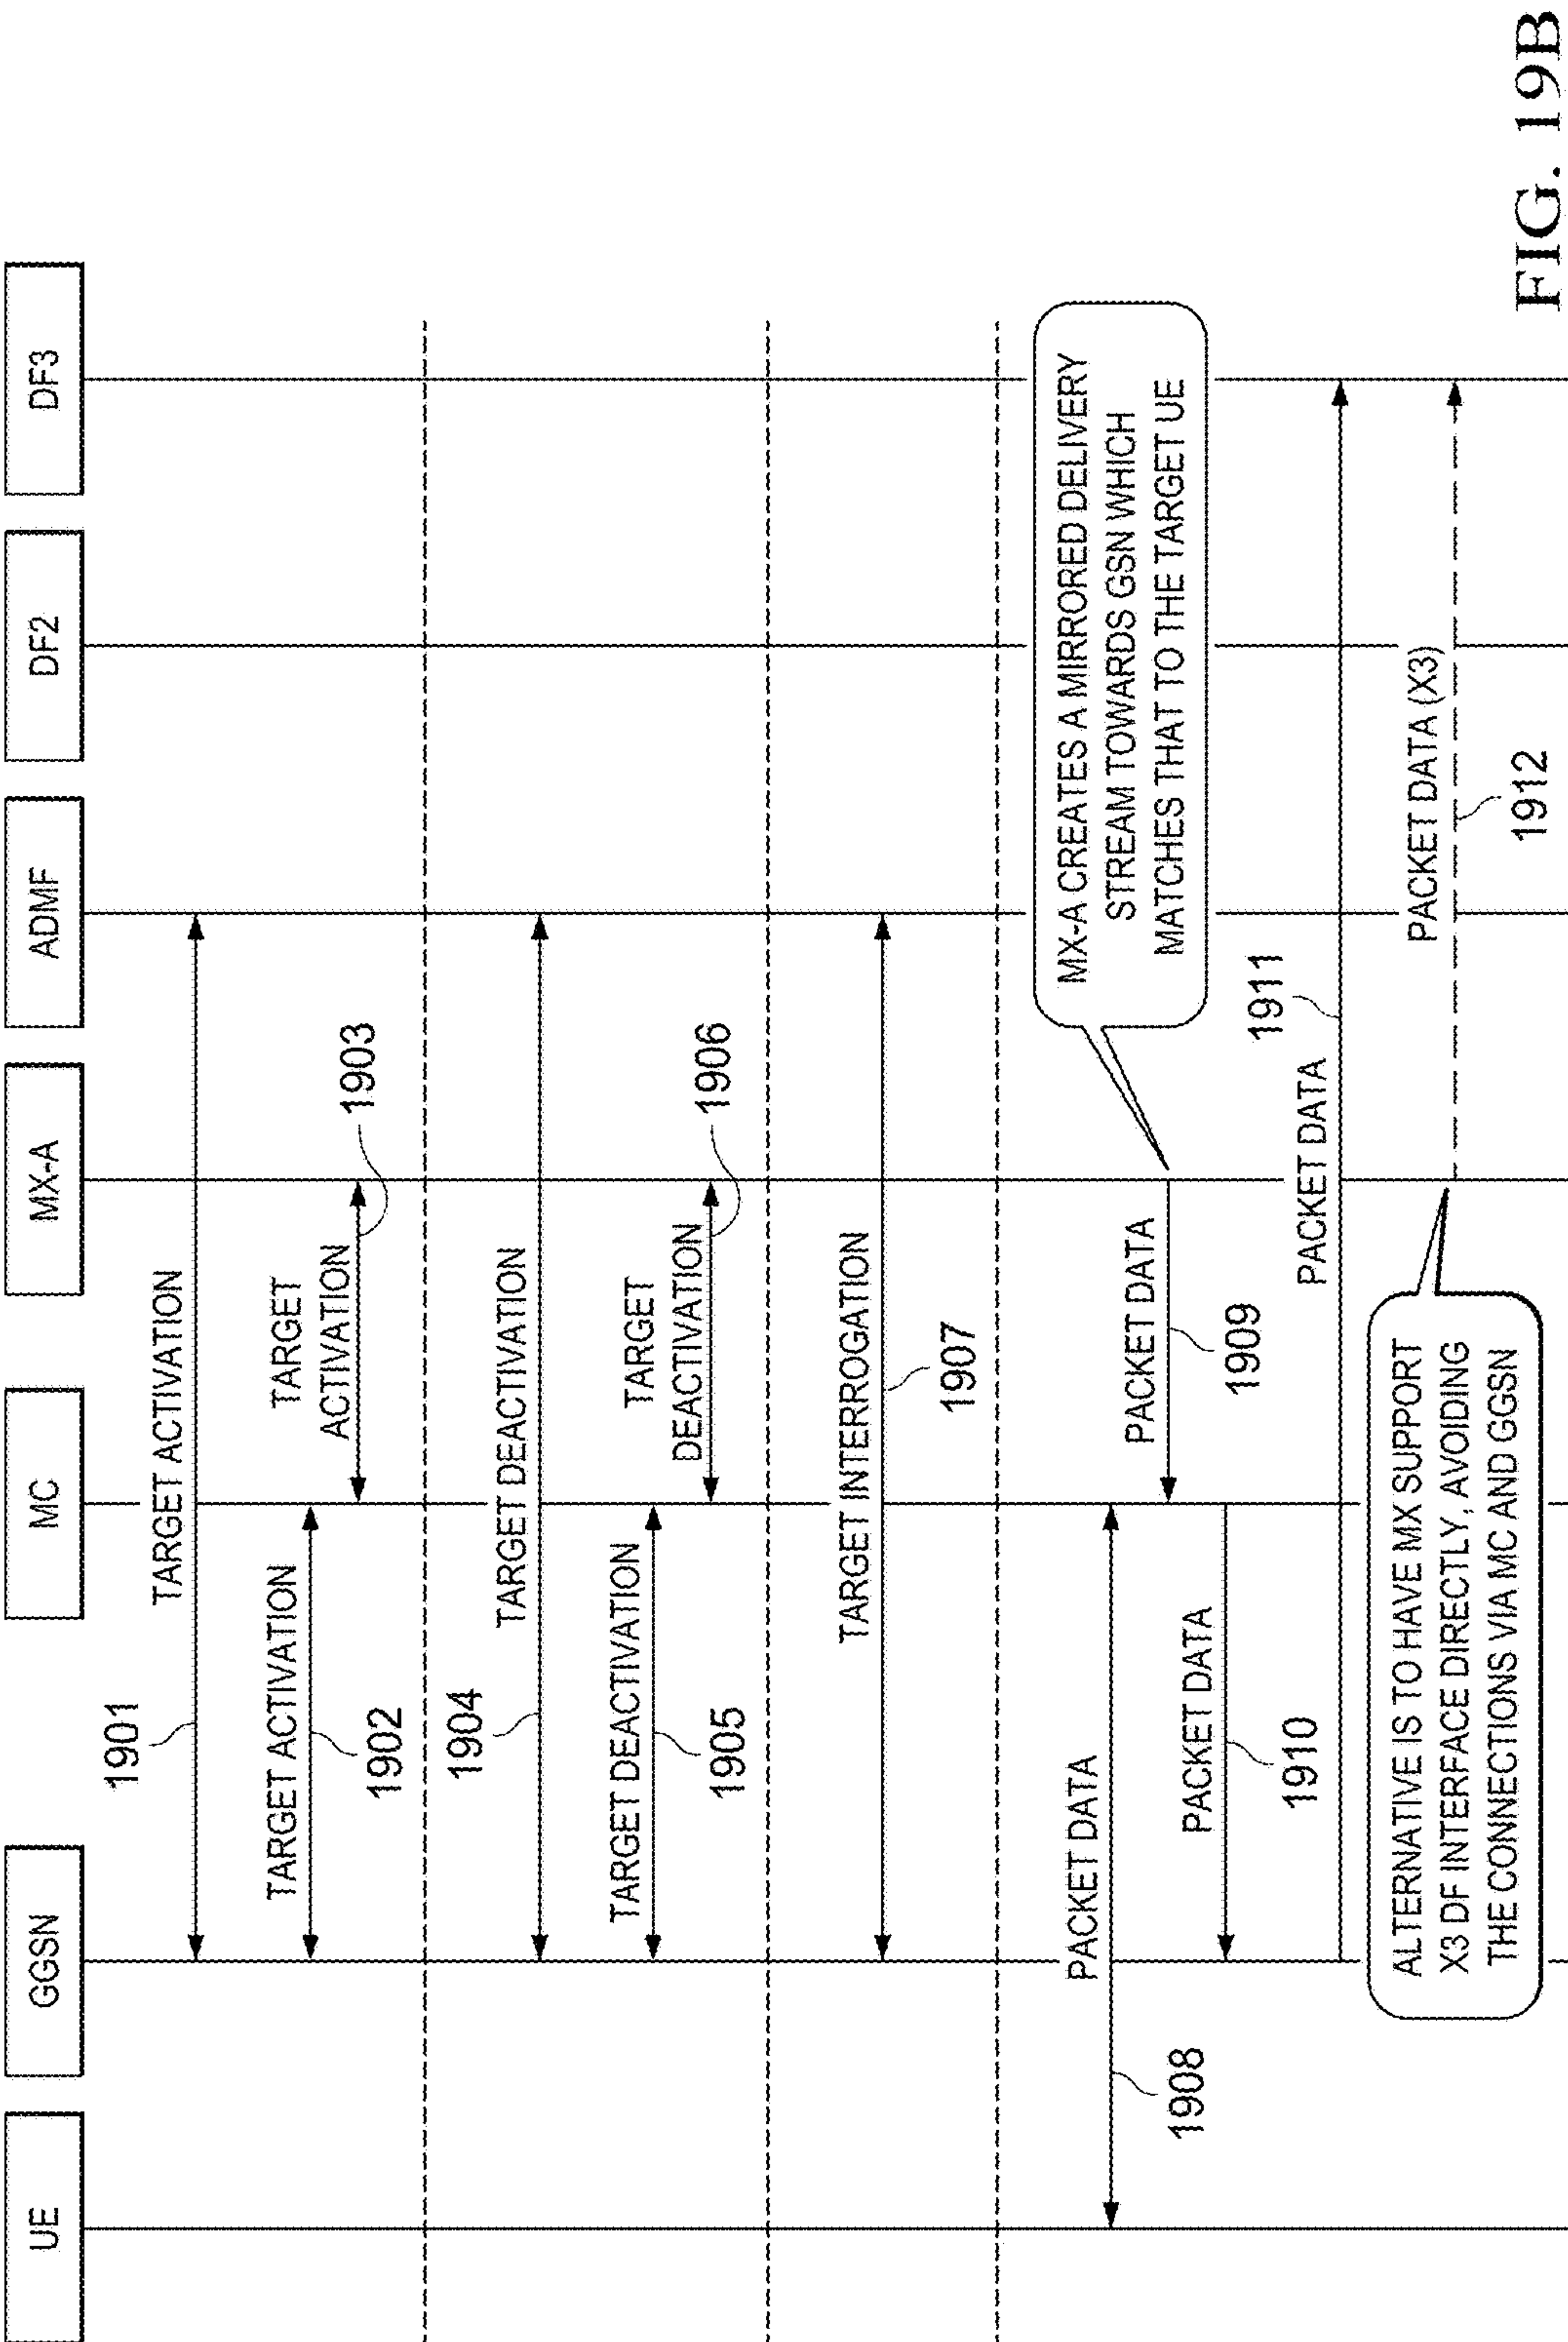 UE
GGSN
MC
MX-A
ADMF
DF2
DF3
1901
TARGET ACTIVATION
TARGET ACTIVATION
1902
TARGET
ACTIVATION
1903
1904
TARGET DEACTIVATION
TARGET DEACTIVATION
1905
TARGET
DEACTIVATION
1906
TARGET INTERROGATION
1907
PACKET DATA
1908
PACKET DATA
1909
MX-A CREATES A MIRRORED DELIVERY
STREAM TOWARDS GSN WHICH
MATCHES THAT TO THE TARGET UE
PACKET DATA
1910
PACKET DATA
1911
ALTERNATIVE IS TO HAVE MX SUPPORT
X3 DF INTERFACE DIRECTLY, AVOIDING
THE CONNECTIONS VIA MC AND GGSN
PACKET DATA (X3)
1912
FIG. 19B